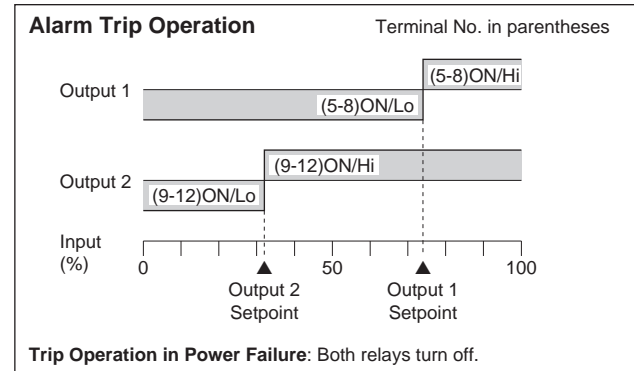 Alarm Trip Operation
Terminal No. in parentheses
Output 1
(5-8)ON/Hi
(5-8)ON/Lo
Output 2
(9-12)ON/Hi
(9-12)ON/Lo
Input
(%)
0
50
100
Output 2
Setpoint
Output 1
Setpoint
Trip Operation in Power Failure: Both relays turn off.